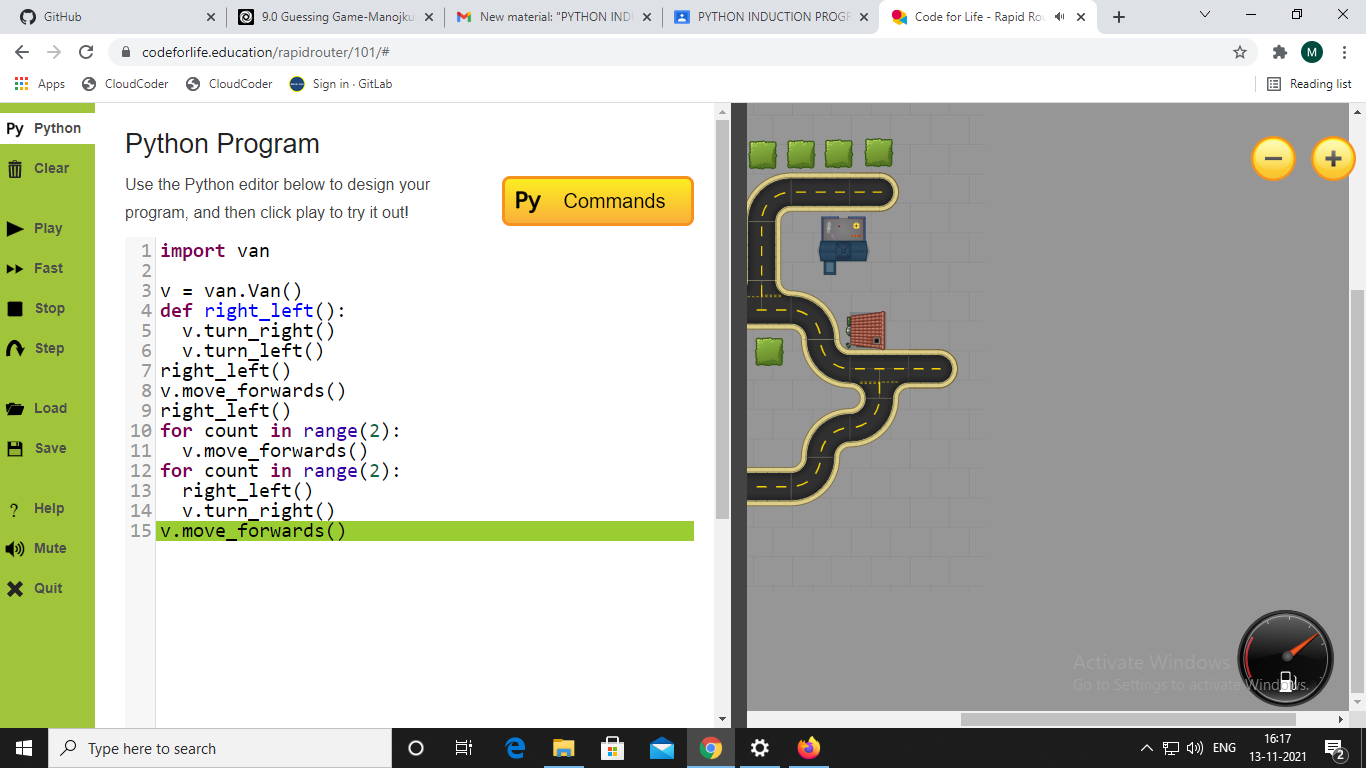 GitHub
9.0 Guessing Game-Manojku
New material: "PYTHON IND
PYTHON INDUCTION PROGR
Code for Life - Rapid Rou
codeforlife.education/rapidrouter/101/#
M
Apps
CloudCoder
CloudCoder
Sign in · GitLab
Reading list
Py Python
Clear
Play
Fast
Stop
Step
Load
Save
? Help
Mute
Quit
Python Program
Use the Python editor below to design your
program, and then click play to try it out!
Py Commands
1 import van
2
3 v = van.Van()
4 def right_left():
5   v.turn_right()
6   v.turn_left()
7 right_left()
8 v.move_forwards()
9 right_left()
10 for count in range(2):
11   v.move_forwards()
12 for count in range(2):
13   right_left()
14   v.turn_right()
15 v.move_forwards()
Activate Windows
Go to Settings to activate Windows.
Type here to search
ENG
16:17
13-11-2021
2